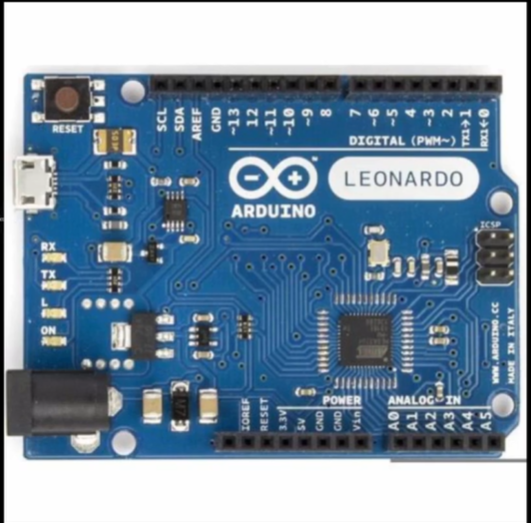 RESET
SCL
SDA
AREF
GND
~13
12
~11
~10
~9
8
7
~6
~5
4
~3
2
TX→1
RX←0
DIGITAL (PWM~)
ARDUINO
LEONARDO
ICSP
RX
TX
L
ON
WWW.ARDUINO.CC
MADE IN ITALY
POWER
ANALOG IN
IOREF
RESET
3.3V
5V
GND
GND
Vin
A0
A1
A2
A3
A4
A5